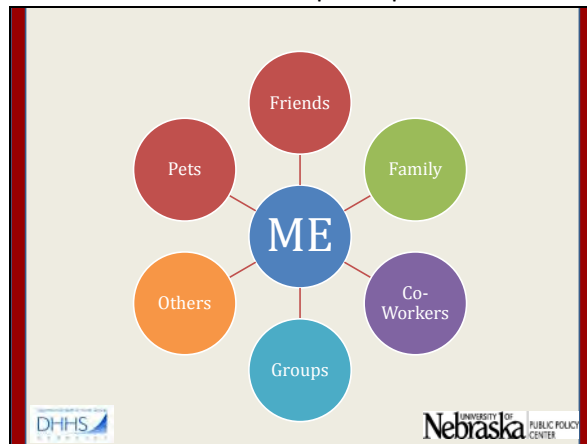 Friends
Pets
Family
ME
Others
Co-
Workers
Groups
DHHS
UNIVERSITY OF
Nebraska
PUBLIC POLICY
CENTER